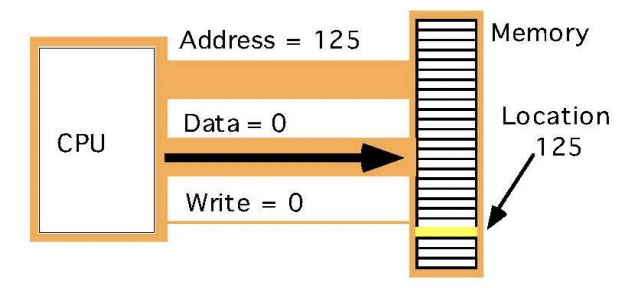 Address = 125
Memory
Data = 0
Location
125
CPU
Write = 0